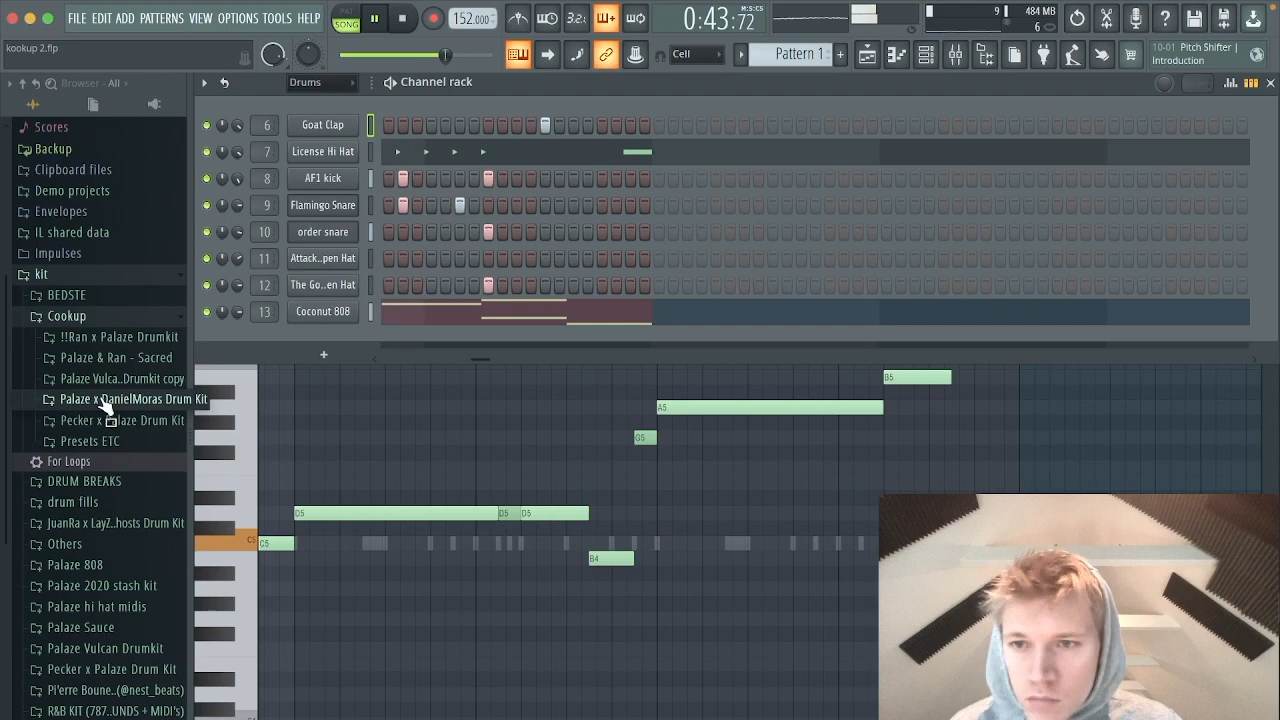 FILE EDIT ADD PATTERNS VIEW OPTIONS TOOLS HELP
PAT
SONG
152.000
3 2
0:43:72
M:S:CS
9
484 MB
6
kookup 2.flp
Cell
Pattern 1
10-01 Pitch Shifter
Introduction
Browser - All
Drums
Channel rack
Scores
Backup
Clipboard files
Demo projects
Envelopes
IL shared data
Impulses
kit
BEDSTE
Cookup
!!Ran x Palaze Drumkit
Palaze & Ran - Sacred
Palaze Vulca..Drumkit copy
Palaze x DanielMoras Drum Kit
Pecker x Palaze Drum Kit
Presets ETC
For Loops
DRUM BREAKS
drum fills
JuanRa x LayZ..hosts Drum Kit
Others
Palaze 808
Palaze 2020 stash kit
Palaze hi hat midis
Palaze Sauce
Palaze Vulcan Drumkit
Pecker x Palaze Drum Kit
Pi'erre Boune..(@nest_beats)
R&B KIT (787..UNDS + MIDI's)
6 Goat Clap
7 License Hi Hat
8 AF1 kick
9 Flamingo Snare
10 order snare
11 Attack..pen Hat
12 The Go..en Hat
13 Coconut 808
B5
A5
G5
D5
D5
D5
C5
C5
B4